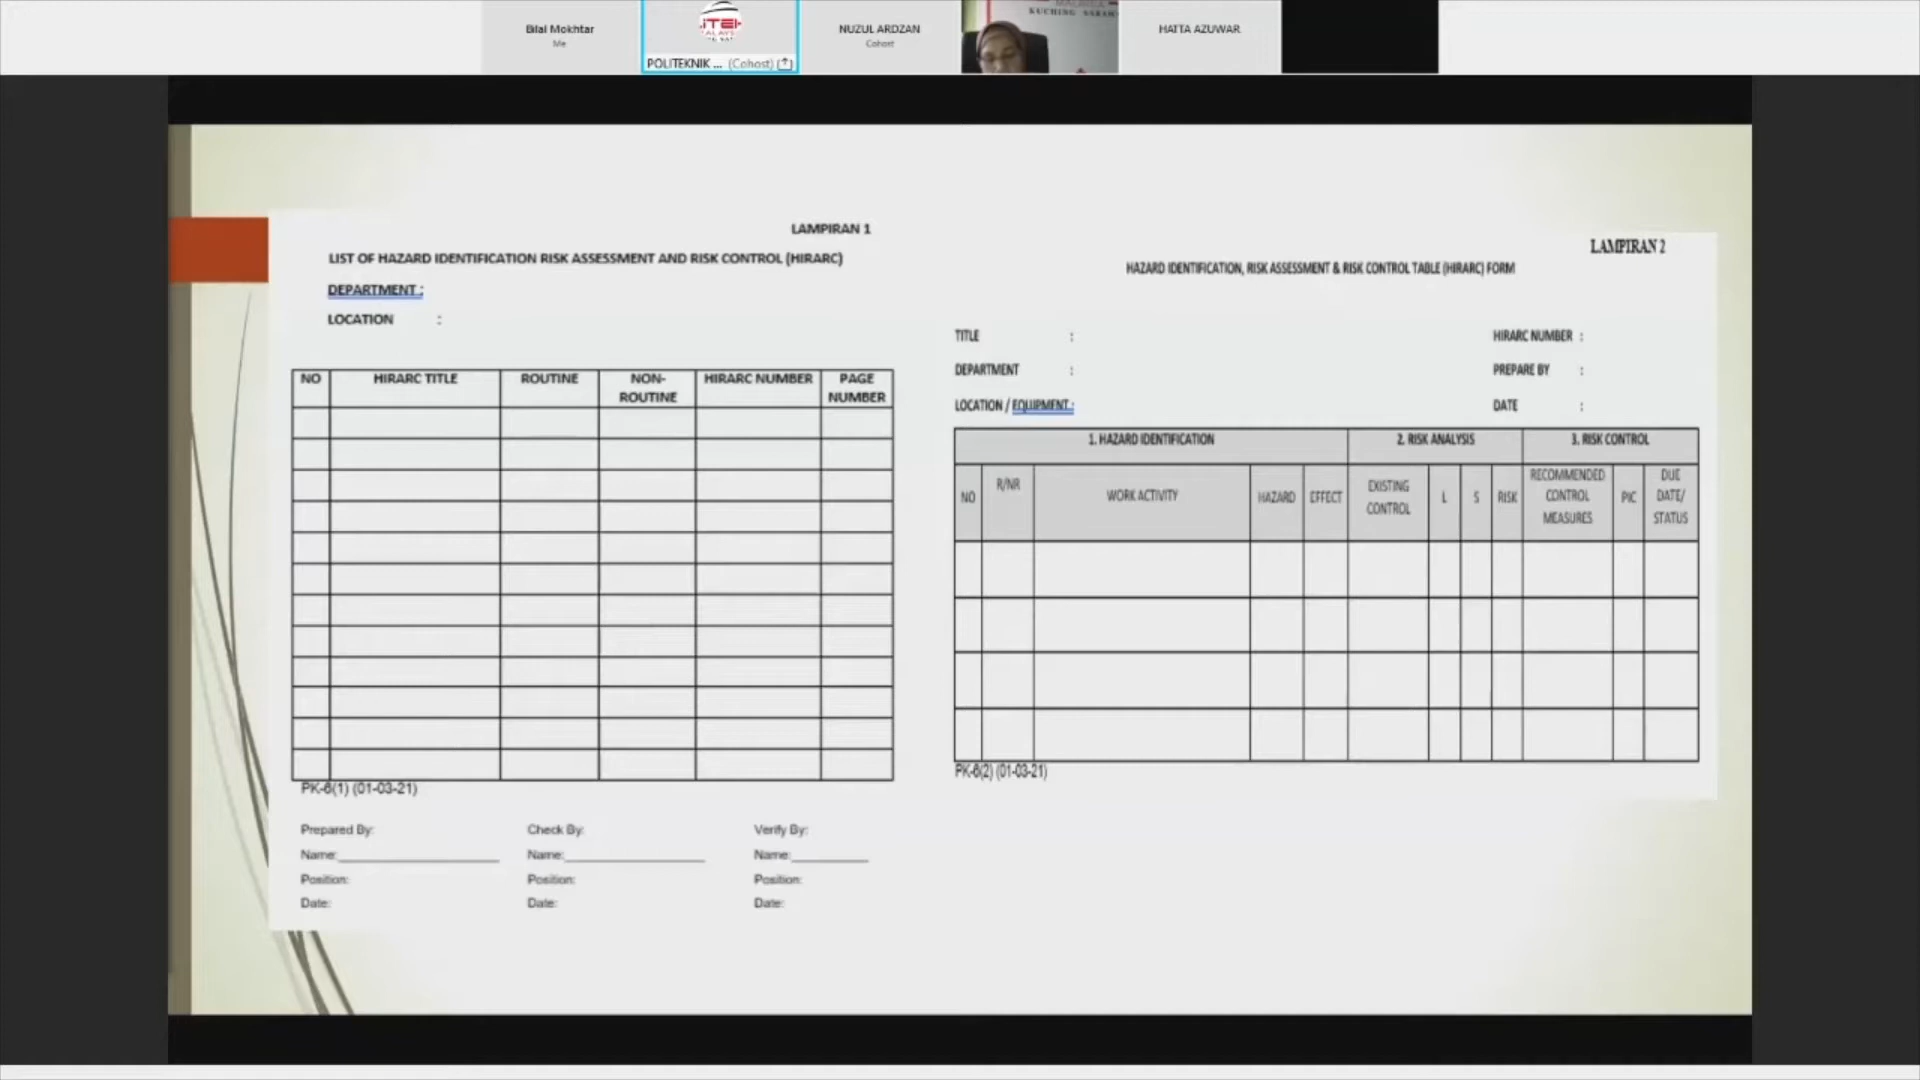 Bilal Mokhtar
Me
POLITEKNIK ... (Cohost)
NUZUL ARDZAN
Cohost
KUCHING SARAW
HATTA AZUWAR
LAMPIRAN 1
LIST OF HAZARD IDENTIFICATION RISK ASSESSMENT AND RISK CONTROL (HIRARC)
DEPARTMENT :
LOCATION :
NO HIRARC TITLE ROUTINE NON-ROUTINE HIRARC NUMBER PAGE NUMBER
PK-6(1) (01-03-21)
Prepared By: Check By: Verify By:
Name: Name: Name:
Position: Position: Position:
Date: Date: Date:
LAMPIRAN 2
HAZARD IDENTIFICATION, RISK ASSESSMENT & RISK CONTROL TABLE (HIRARC) FORM
TITLE : HIRARC NUMBER :
DEPARTMENT : PREPARE BY :
LOCATION / EQUIPMENT : DATE :
1. HAZARD IDENTIFICATION 2. RISK ANALYSIS 3. RISK CONTROL
NO R/NR WORK ACTIVITY HAZARD EFFECT EXISTING CONTROL L S RISK RECOMMENDED CONTROL MEASURES PIC DUE DATE/ STATUS
PK-6(2) (01-03-21)